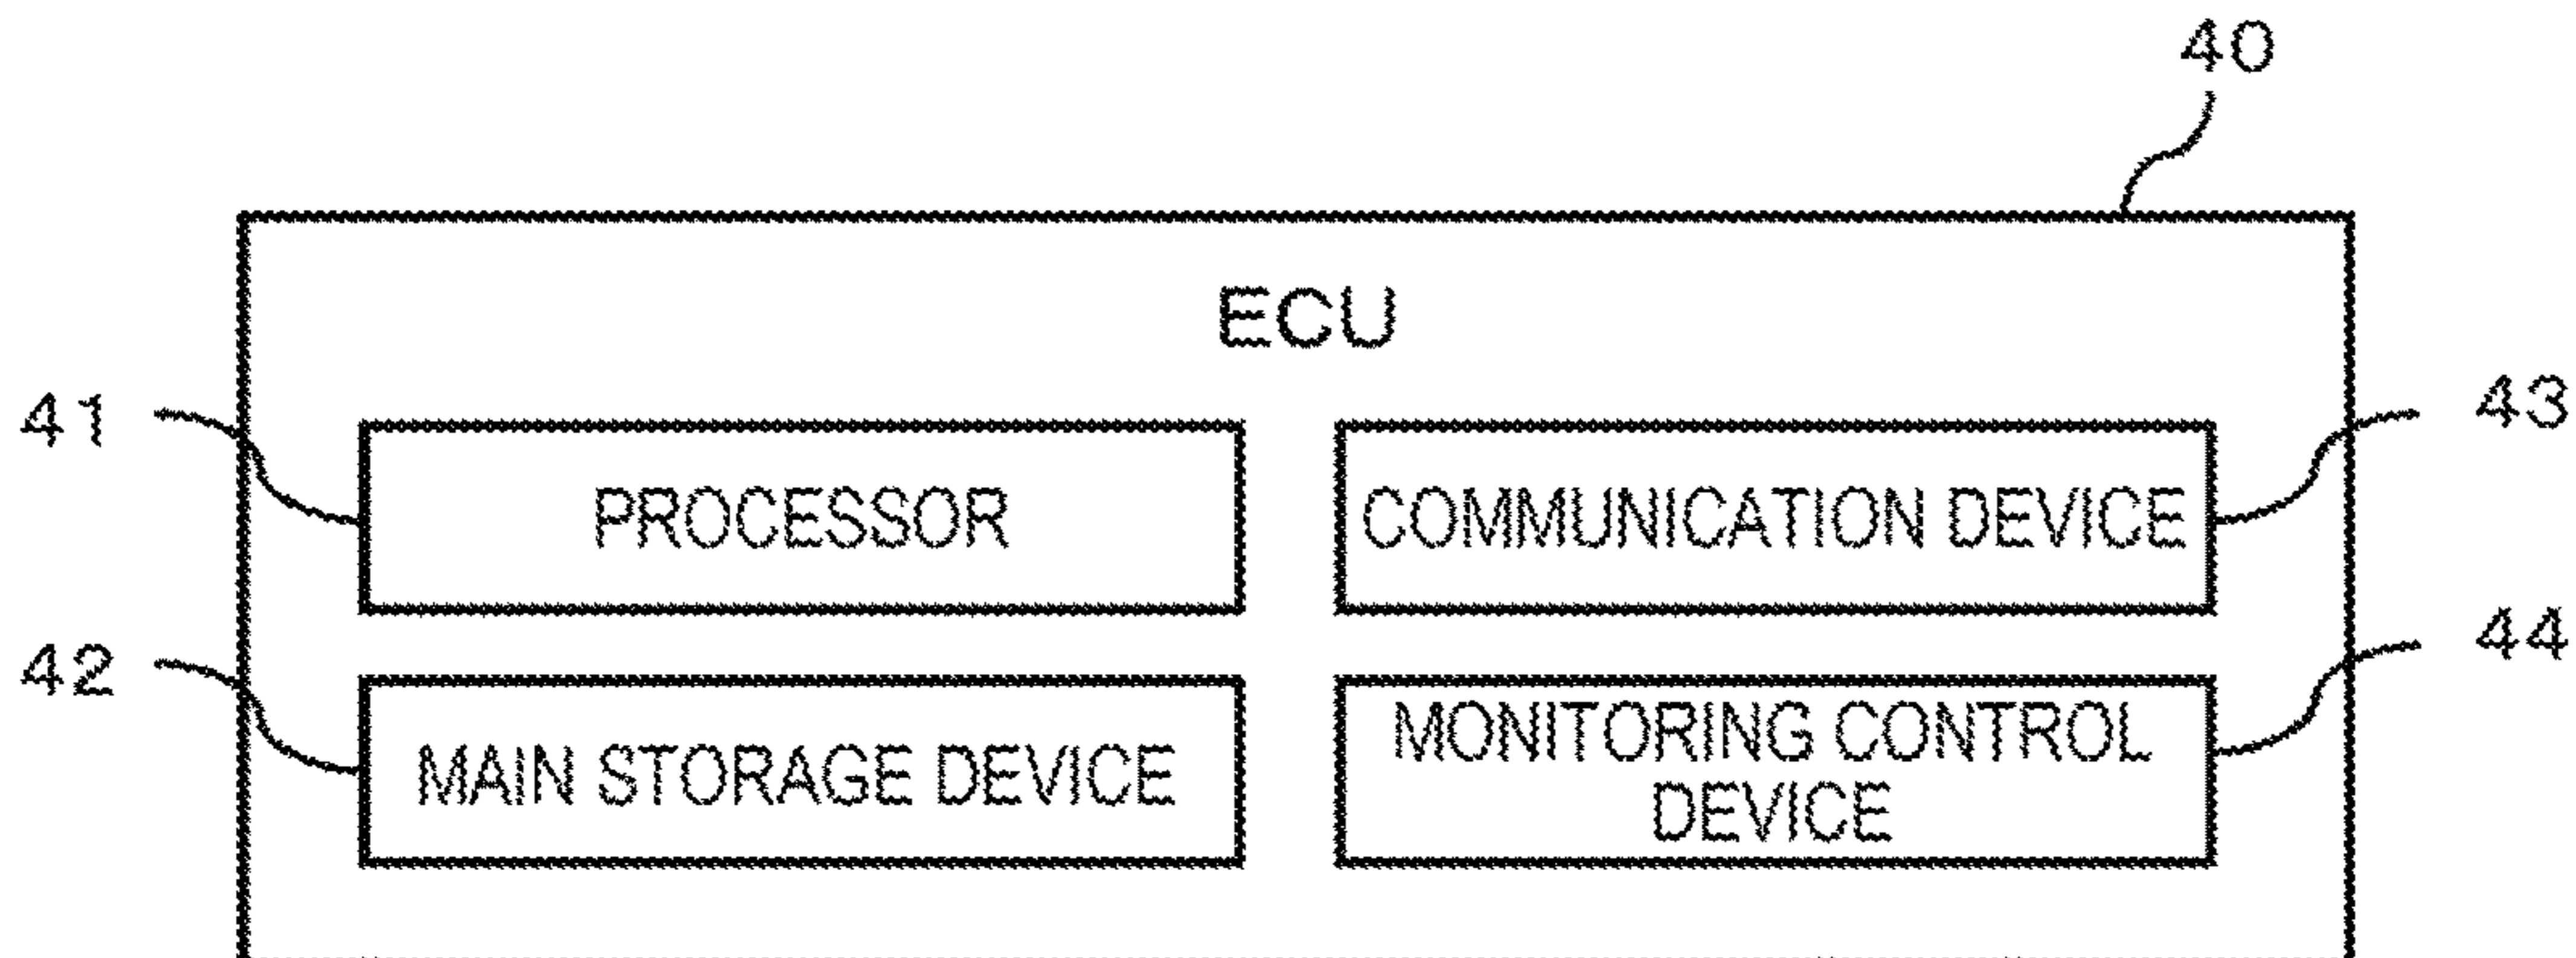 40
ECU
41
PROCESSOR
COMMUNICATION DEVICE
43
42
MAIN STORAGE DEVICE
MONITORING CONTROL
DEVICE
44